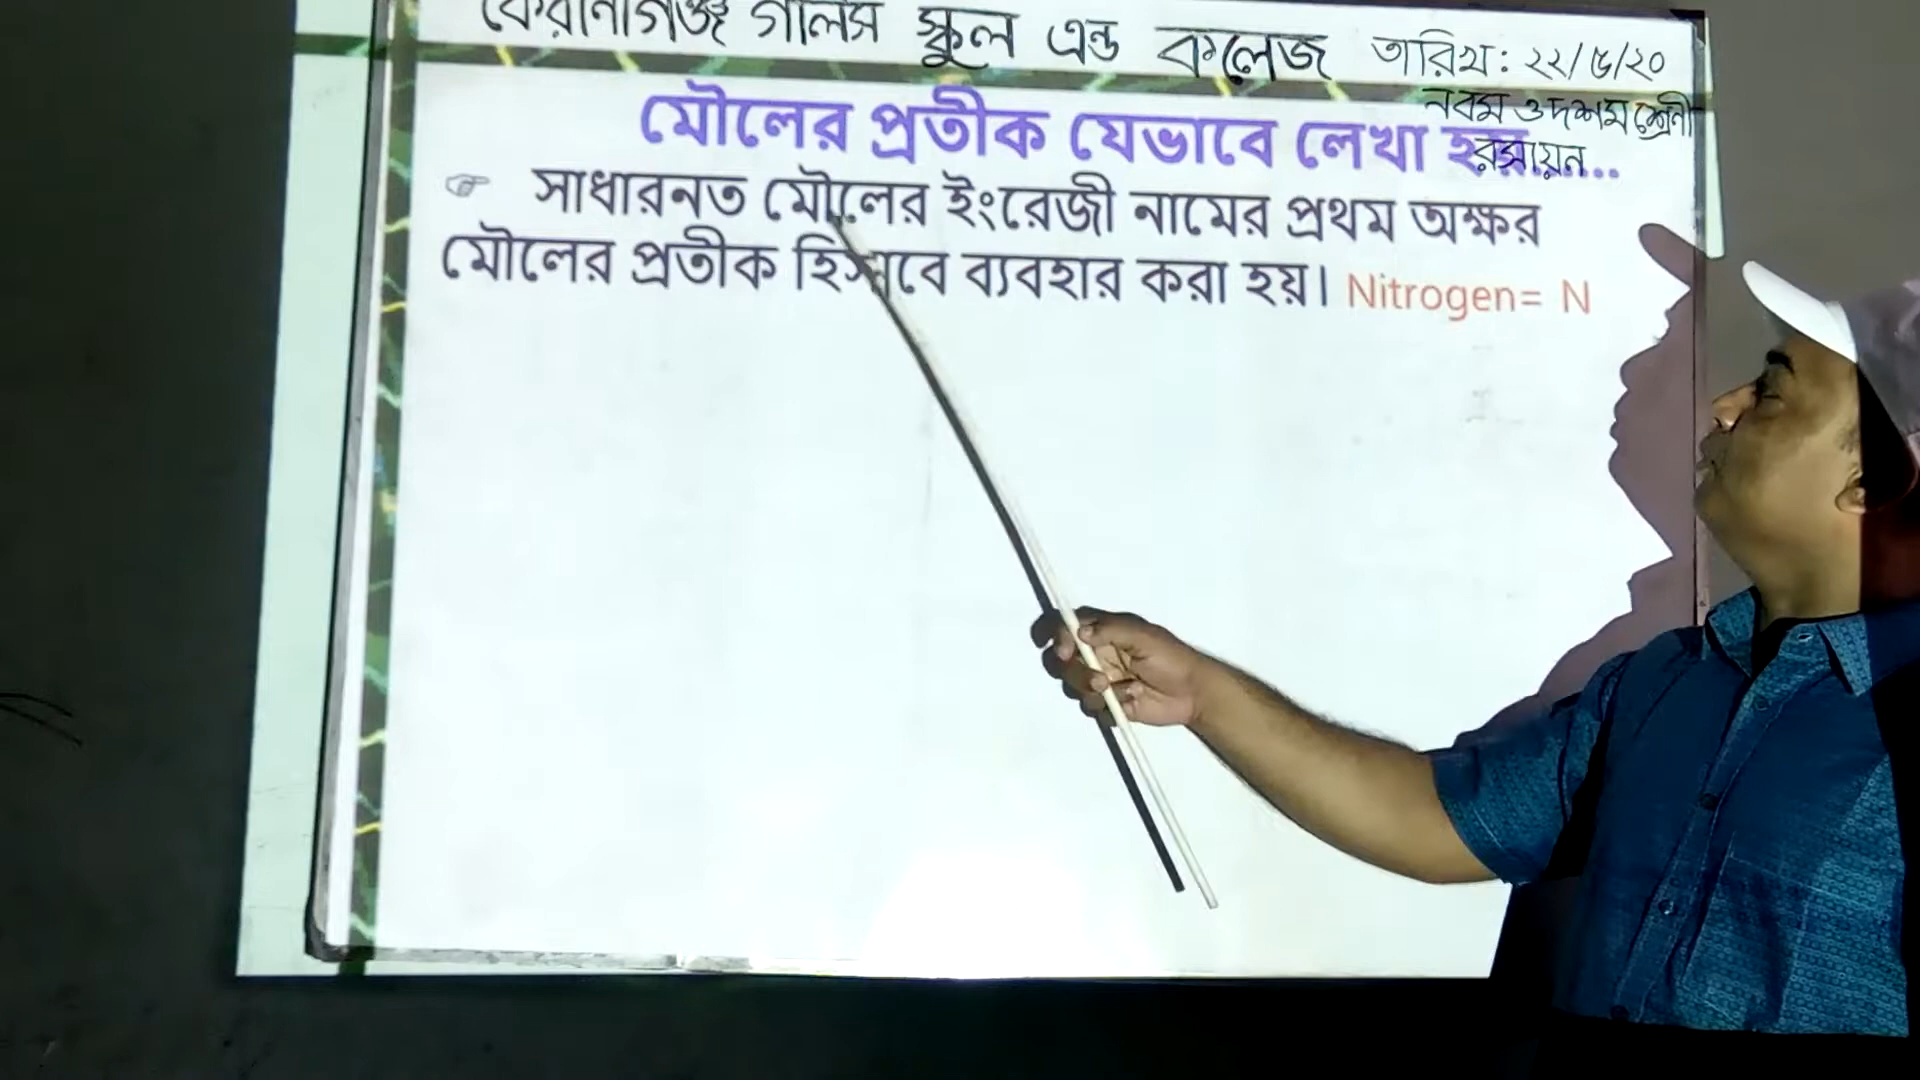 কেরানীগঞ্জ গার্লস স্কুল এন্ড কলেজ তারিখ: ২২/৫/২০
নবম ও দশম শ্রেনী
রসায়ন
মৌলের প্রতীক যেভাবে লেখা হয়...
☞ সাধারনত মৌলের ইংরেজী নামের প্রথম অক্ষর
মৌলের প্রতীক হিসাবে ব্যবহার করা হয়। Nitrogen= N